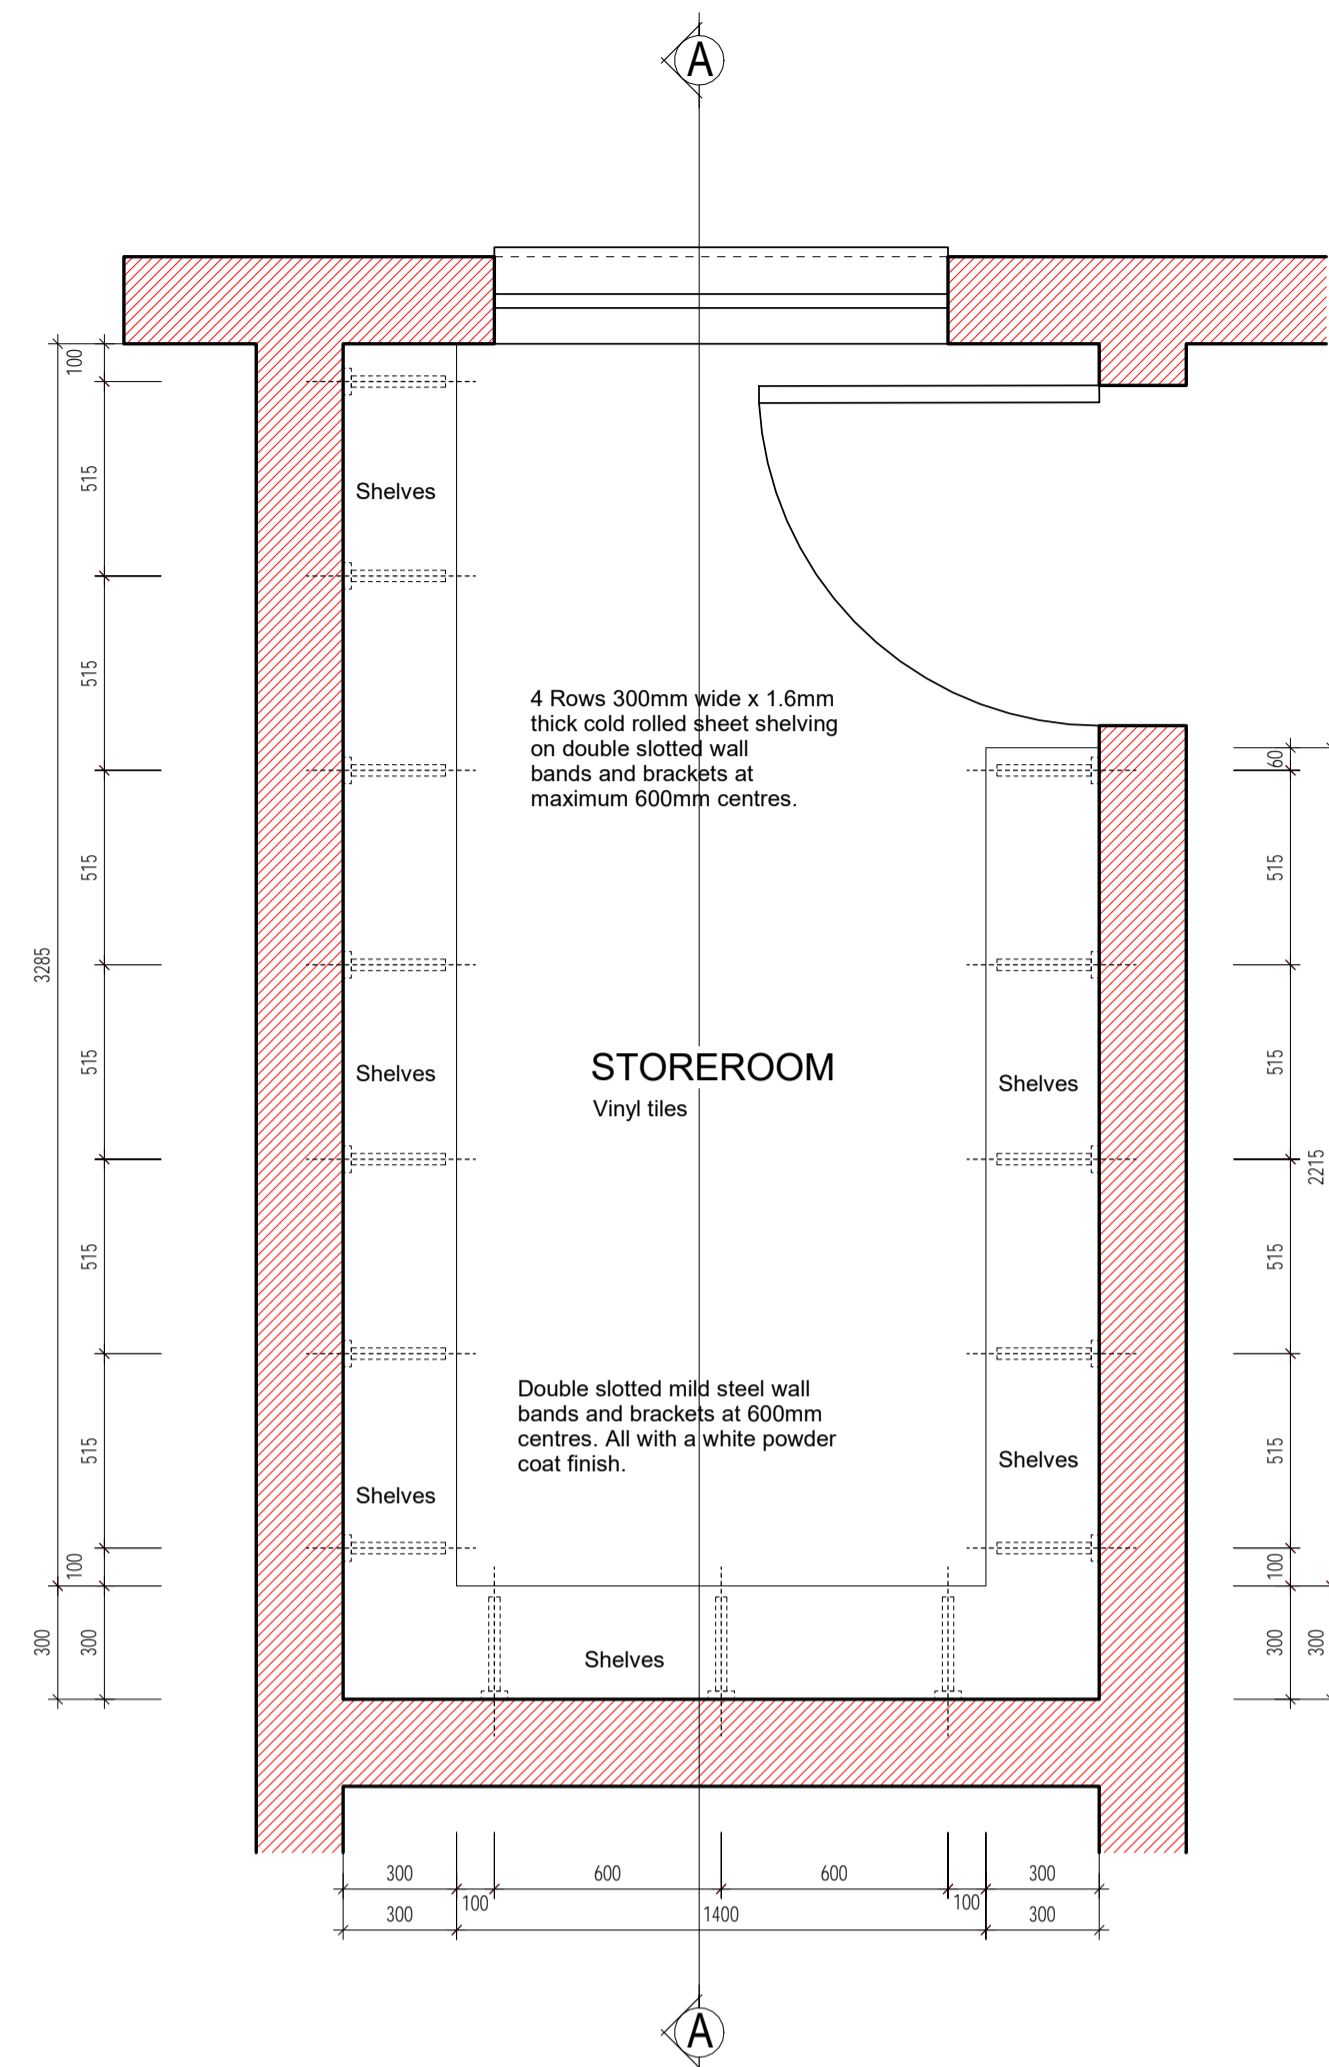 A
100
515
Shelves
515
4 Rows 300mm wide x 1.6mm
thick cold rolled sheet shelving
on double slotted wall
bands and brackets at
maximum 600mm centres.
60
515
515
3285
STOREROOM
Vinyl tiles
515
515
Shelves
Shelves
2215
515
515
Double slotted mild steel wall
bands and brackets at 600mm
centres. All with a white powder
coat finish.
515
515
Shelves
Shelves
100
100
300
300
Shelves
300
300
300
600
600
300
100
100
300
1400
300
A